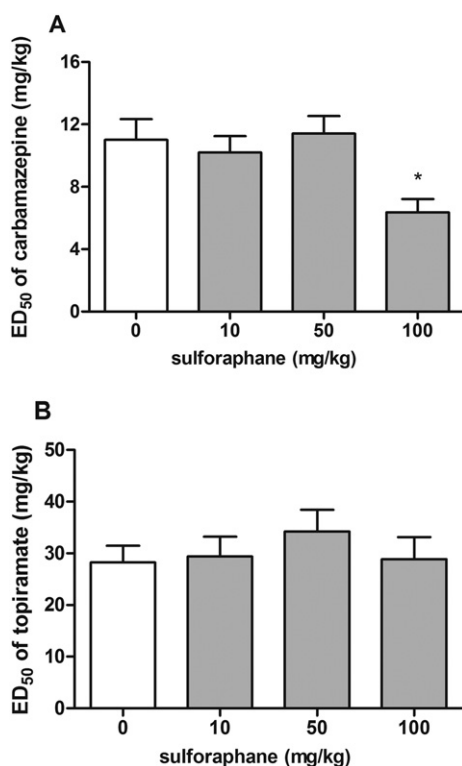 A
ED50 of carbamazepine (mg/kg)
16
12
8
4
0
*
0 10 50 100
sulforaphane (mg/kg)
B
ED50 of topiramate (mg/kg)
50
40
30
20
10
0
0 10 50 100
sulforaphane (mg/kg)